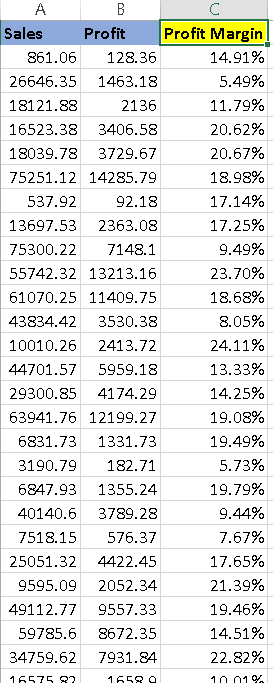 A B C
Sales Profit Profit Margin
861.06 128.36 14.91%
26646.35 1463.18 5.49%
18121.88 2136 11.79%
16523.38 3406.58 20.62%
18039.78 3729.67 20.67%
75251.12 14285.79 18.98%
537.92 92.18 17.14%
13697.53 2363.08 17.25%
75300.22 7148.1 9.49%
55742.32 13213.16 23.70%
61070.25 11409.75 18.68%
43834.42 3530.38 8.05%
10010.26 2413.72 24.11%
44701.57 5959.18 13.33%
29300.85 4174.29 14.25%
63941.76 12199.27 19.08%
6831.73 1331.73 19.49%
3190.79 182.71 5.73%
6847.93 1355.24 19.79%
40140.6 3789.28 9.44%
7518.15 576.37 7.67%
25051.32 4422.45 17.65%
9595.09 2052.34 21.39%
49112.77 9557.33 19.46%
59785.6 8672.35 14.51%
34759.62 7931.84 22.82%
16575.82 1658.9 10.01%